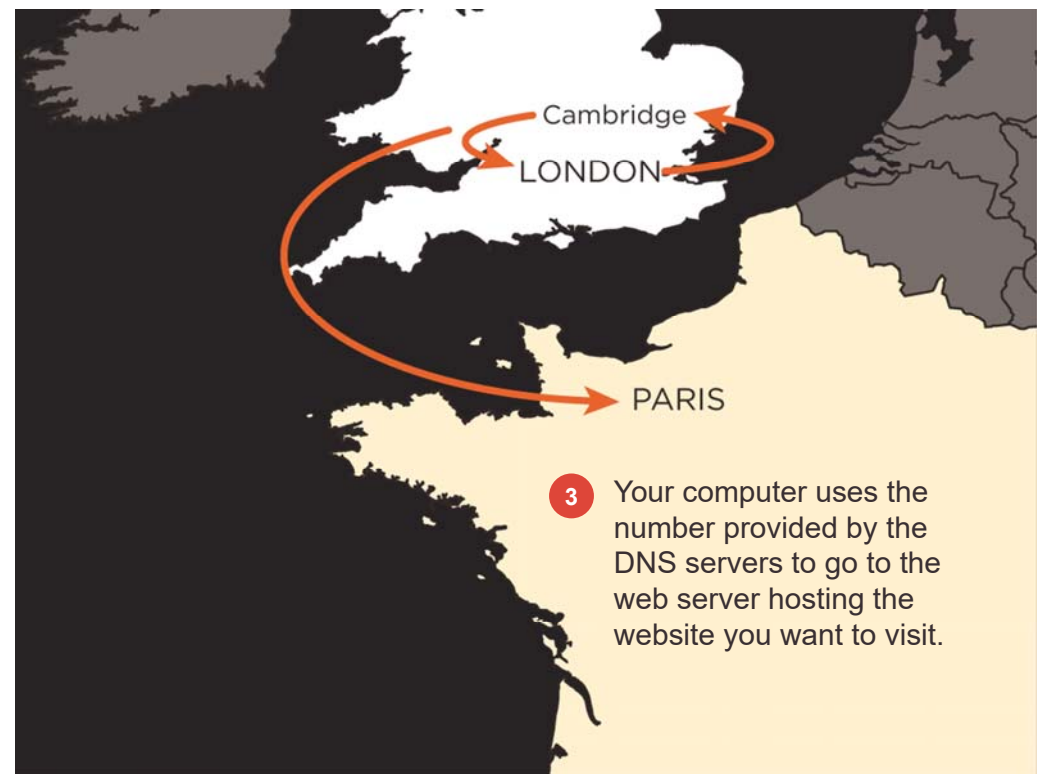 Cambridge
LONDON
PARIS
3
Your computer uses the
number provided by the
DNS servers to go to the
web server hosting the
website you want to visit.